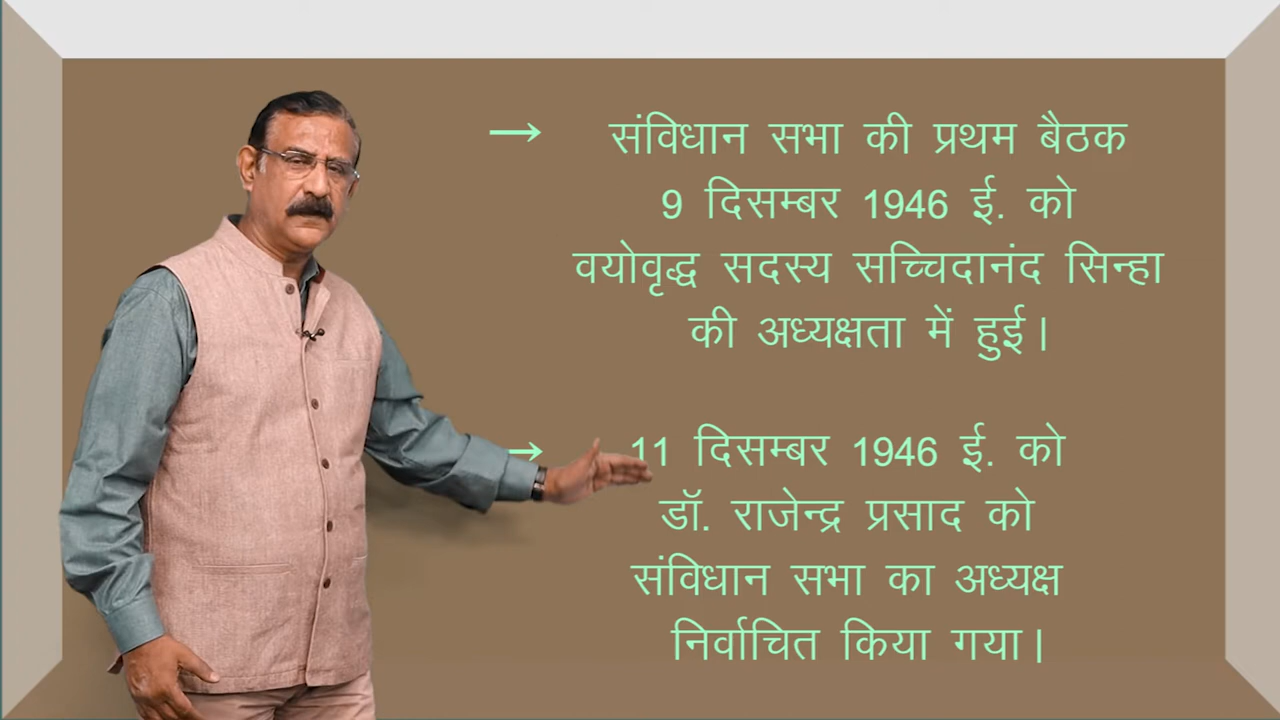 → संविधान सभा की प्रथम बैठक
9 दिसम्बर 1946 ई. को
वयोवृद्ध सदस्य सच्चिदानंद सिन्हा
की अध्यक्षता में हुई।
→ 11 दिसम्बर 1946 ई. को
डॉ. राजेन्द्र प्रसाद को
संविधान सभा का अध्यक्ष
निर्वाचित किया गया।